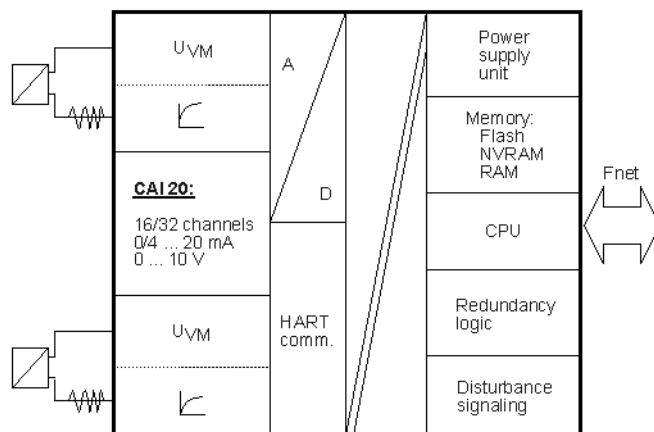 UVM
A
Power
supply
unit
Memory:
Flash
NVRAM
RAM
CAI 20:
16/32 channels
0/4 ... 20 mA
0 ... 10 V
D
Fnet
CPU
UVM
HART
comm.
Redundancy
logic
Disturbance
signaling